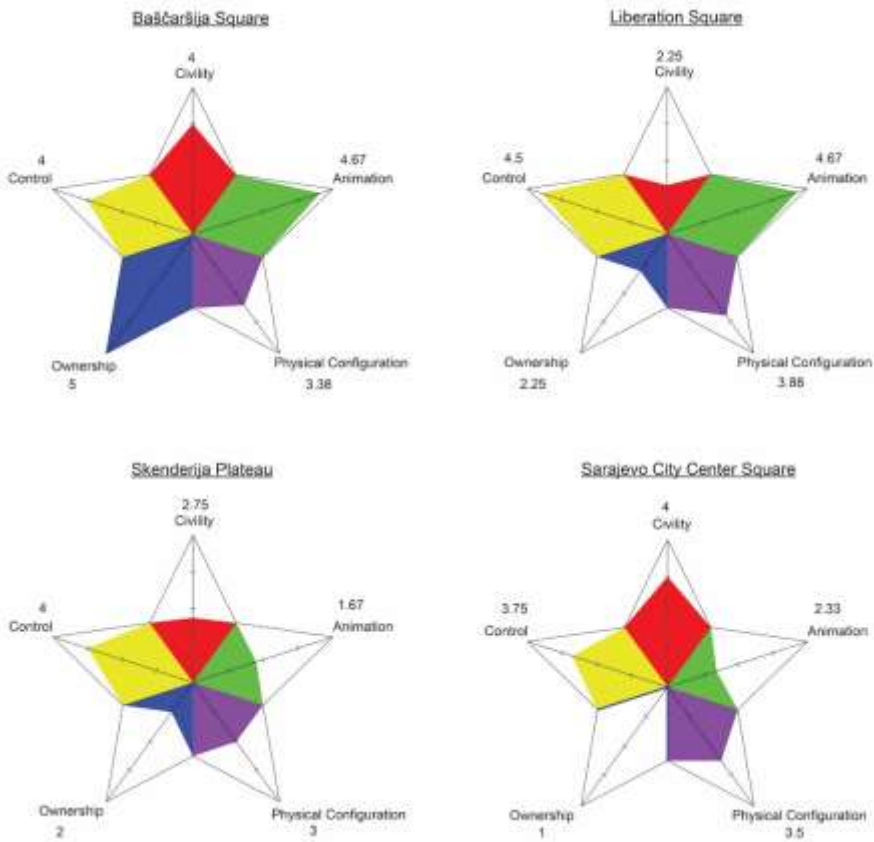 Baščaršija Square
4
Civility
4
Control
4.67
Animation
Ownership
5
Physical Configuration
3.38
Liberation Square
2.25
Civility
4.5
Control
4.67
Animation
Ownership
2.25
Physical Configuration
3.88
Skenderija Plateau
2.75
Civility
4
Control
1.67
Animation
Ownership
2
Physical Configuration
3
Sarajevo City Center Square
4
Civility
3.75
Control
2.33
Animation
Ownership
1
Physical Configuration
3.5